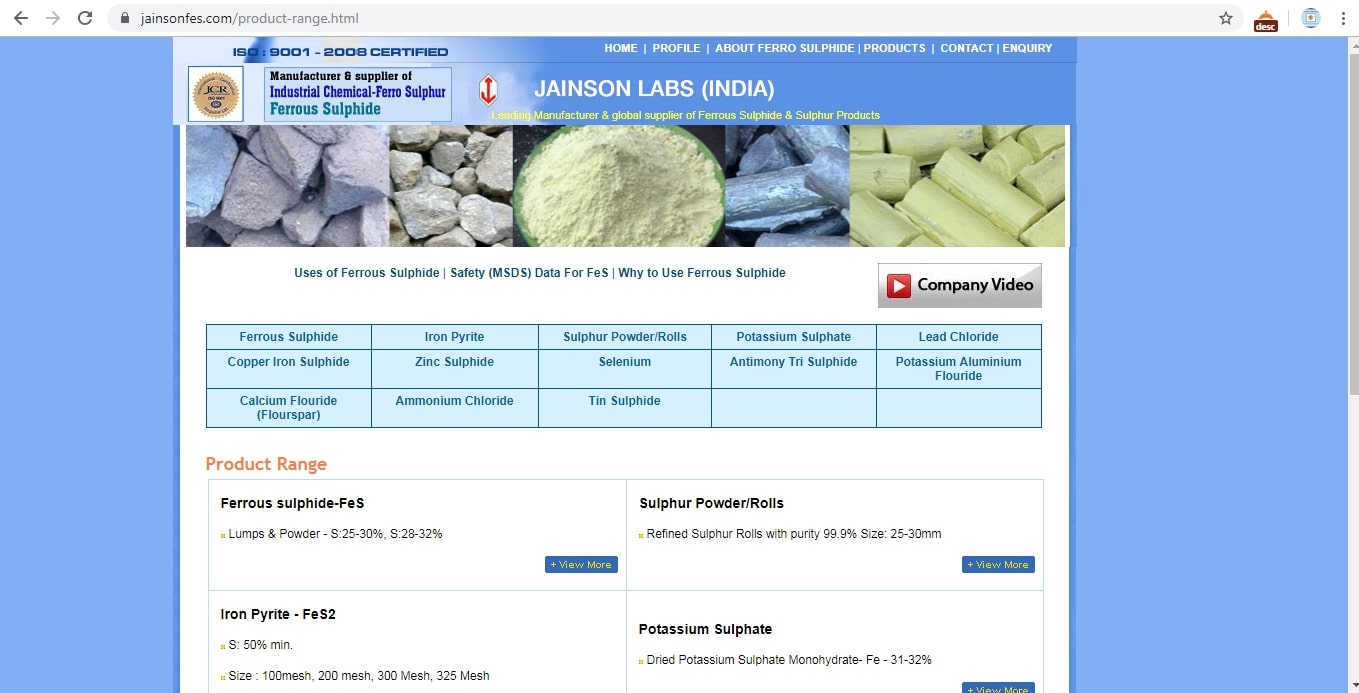 jainsonfes.com/product-range.html
desc
ISO : 9001 - 2008 CERTIFIED
HOME | PROFILE | ABOUT FERRO SULPHIDE | PRODUCTS | CONTACT | ENQUIRY
JCR
Manufacturer & supplier of
Industrial Chemical-Ferro Sulphur
Ferrous Sulphide
JAINSON LABS (INDIA)
Leading Manufacturer & global supplier of Ferrous Sulphide & Sulphur Products
Uses of Ferrous Sulphide | Safety (MSDS) Data For FeS | Why to Use Ferrous Sulphide
Company Video
Ferrous Sulphide Iron Pyrite Sulphur Powder/Rolls Potassium Sulphate Lead Chloride
Copper Iron Sulphide Zinc Sulphide Selenium Antimony Tri Sulphide Potassium Aluminium
Flouride
Calcium Flouride Ammonium Chloride Tin Sulphide
(Flourspar)
Product Range
Ferrous sulphide-FeS
Lumps & Powder - S:25-30%, S:28-32%
+ View More
Sulphur Powder/Rolls
Refined Sulphur Rolls with purity 99.9% Size: 25-30mm
+ View More
Iron Pyrite - FeS2
S: 50% min.
Size : 100mesh, 200 mesh, 300 Mesh, 325 Mesh
Potassium Sulphate
Dried Potassium Sulphate Monohydrate- Fe - 31-32%
+ View More